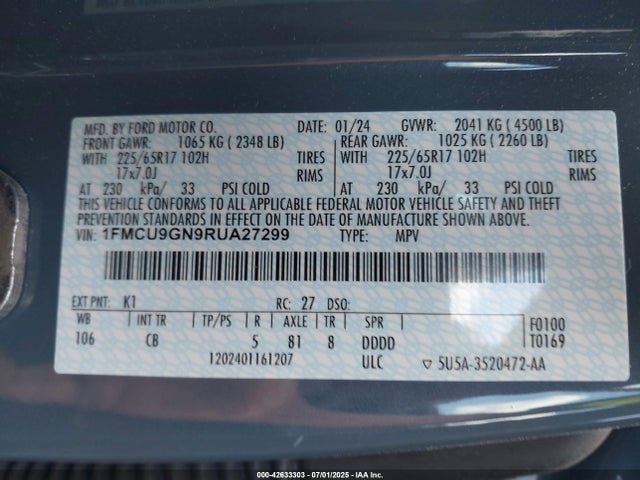 MFD. BY FORD MOTOR CO. DATE: 01/24 GVWR: 2041 KG ( 4500 LB)
FRONT GAWR: 1065 KG ( 2348 LB) REAR GAWR: 1025 KG ( 2260 LB)
WITH 225/65R17 102H TIRES WITH 225/65R17 102H TIRES
17x7.0J RIMS 17x7.0J RIMS
AT 230 kPa/ 33 PSI COLD AT 230 kPa/ 33 PSI COLD
THIS VEHICLE CONFORMS TO ALL APPLICABLE FEDERAL MOTOR VEHICLE SAFETY AND THEFT
PREVENTION STANDARDS IN EFFECT ON THE DATE OF MANUFACTURE SHOWN ABOVE.
VIN: 1FMCU9GN9RUA27299 TYPE: MPV
EXT PNT: K1 RC: 27 DSO:
WB INT TR TP/PS R AXLE TR SPR F0100
106 CB 5 81 8 DDDD T0169
1202401161207 ULC ▽ 5U5A-3520472-AA
000-42633303 - 07/01/2025 - IAA Inc.